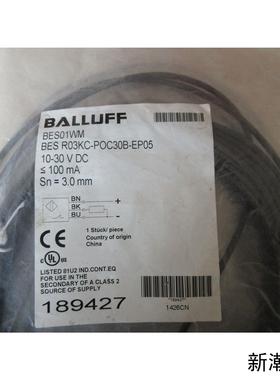 BALLUFF
BES01WM
BES R03KC-POC30B-EP05
10-30 V DC
≤ 100 mA
Sn = 3.0 mm
BN +
BK
BU -
1 Stück/ piece
Country of origin
China
LISTED 81U2 IND.CONT.EQ
FOR USE IN THE
SECONDARY OF A CLASS 2
SOURCE OF SUPPLY
189427
1426CN
新潮